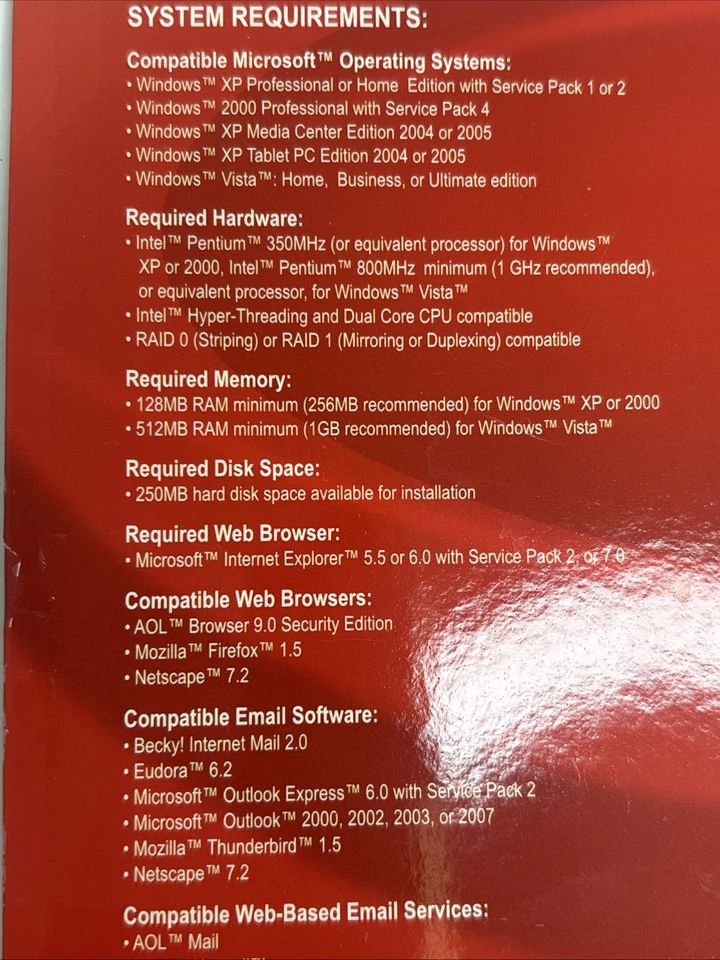 SYSTEM REQUIREMENTS:
Compatible Microsoft™ Operating Systems:
• Windows™ XP Professional or Home Edition with Service Pack 1 or 2
• Windows™ 2000 Professional with Service Pack 4
• Windows™ XP Media Center Edition 2004 or 2005
• Windows™ XP Tablet PC Edition 2004 or 2005
• Windows™ Vista™: Home, Business, or Ultimate edition
Required Hardware:
• Intel™ Pentium™ 350MHz (or equivalent processor) for Windows™
XP or 2000, Intel™ Pentium™ 800MHz minimum (1 GHz recommended),
or equivalent processor, for Windows™ Vista™
• Intel™ Hyper-Threading and Dual Core CPU compatible
• RAID 0 (Striping) or RAID 1 (Mirroring or Duplexing) compatible
Required Memory:
• 128MB RAM minimum (256MB recommended) for Windows™ XP or 2000
• 512MB RAM minimum (1GB recommended) for Windows™ Vista™
Required Disk Space:
• 250MB hard disk space available for installation
Required Web Browser:
• Microsoft™ Internet Explorer™ 5.5 or 6.0 with Service Pack 2, or 7.0
Compatible Web Browsers:
• AOL™ Browser 9.0 Security Edition
• Mozilla™ Firefox™ 1.5
• Netscape™ 7.2
Compatible Email Software:
• Becky! Internet Mail 2.0
• Eudora™ 6.2
• Microsoft™ Outlook Express™ 6.0 with Service Pack 2
• Microsoft™ Outlook™ 2000, 2002, 2003, or 2007
• Mozilla™ Thunderbird™ 1.5
• Netscape™ 7.2
Compatible Web-Based Email Services:
• AOL™ Mail